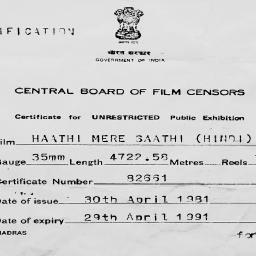 IFICATION
भारत सरकार
GOVERNMENT OF INDIA
CENTRAL BOARD OF FILM CENSORS
Certificate for UNRESTRICTED Public Exhibition
Film HAATHI MERE SAATHI (HINDI)
Gauge 35mm Length 4722.58 Metres Reels
Certificate Number 82661
Date of issue 30th April 1981
Date of expiry 29th April 1991
MADRAS for